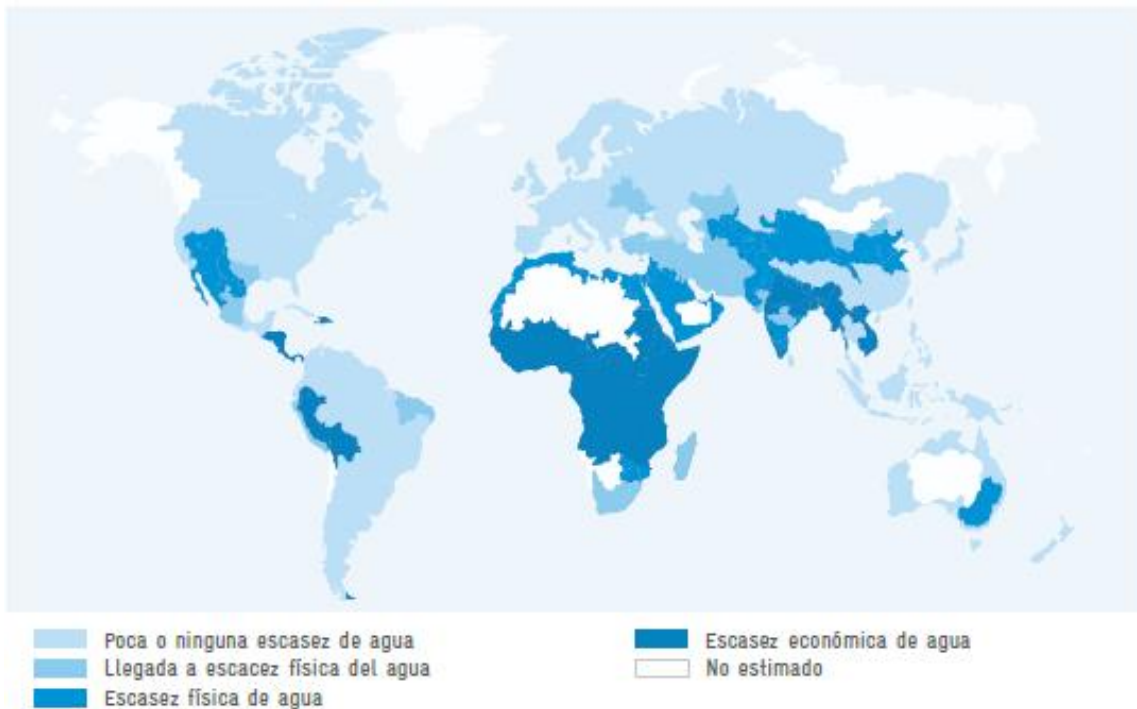 Poca o ninguna escasez de agua
Llegada a escacez física del agua
Escasez física de agua
Escasez económica de agua
No estimado